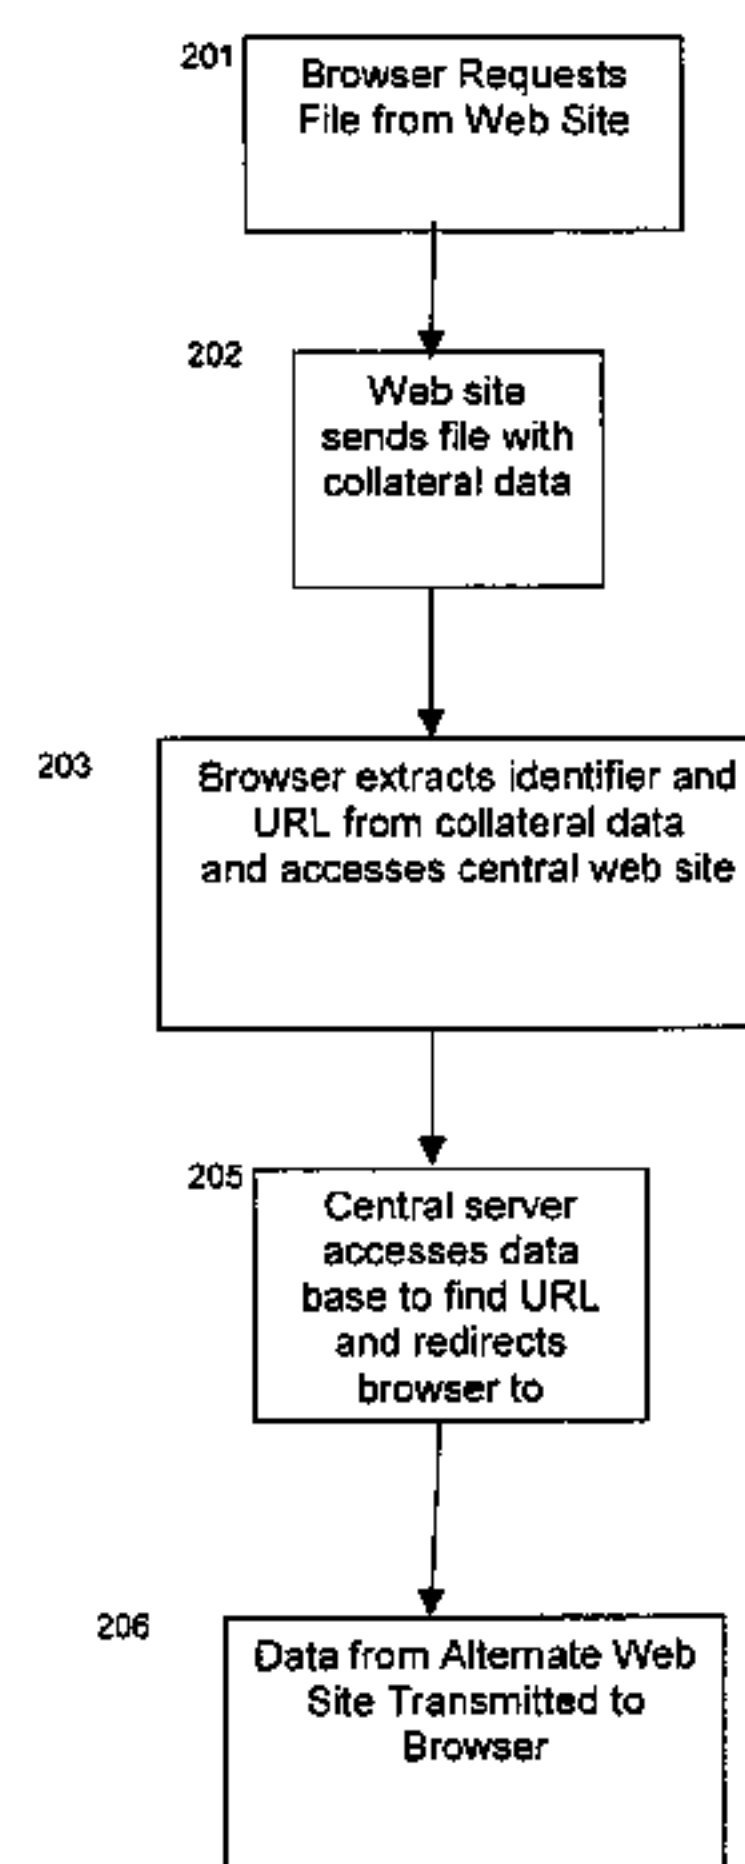 201
Browser Requests
File from Web Site
202
Web site
sends file with
collateral data
203
Browser extracts identifier and
URL from collateral data
and accesses central web site
205
Central server
accesses data
base to find URL
and redirects
browser to
206
Data from Alternate Web
Site Transmitted to
Browser